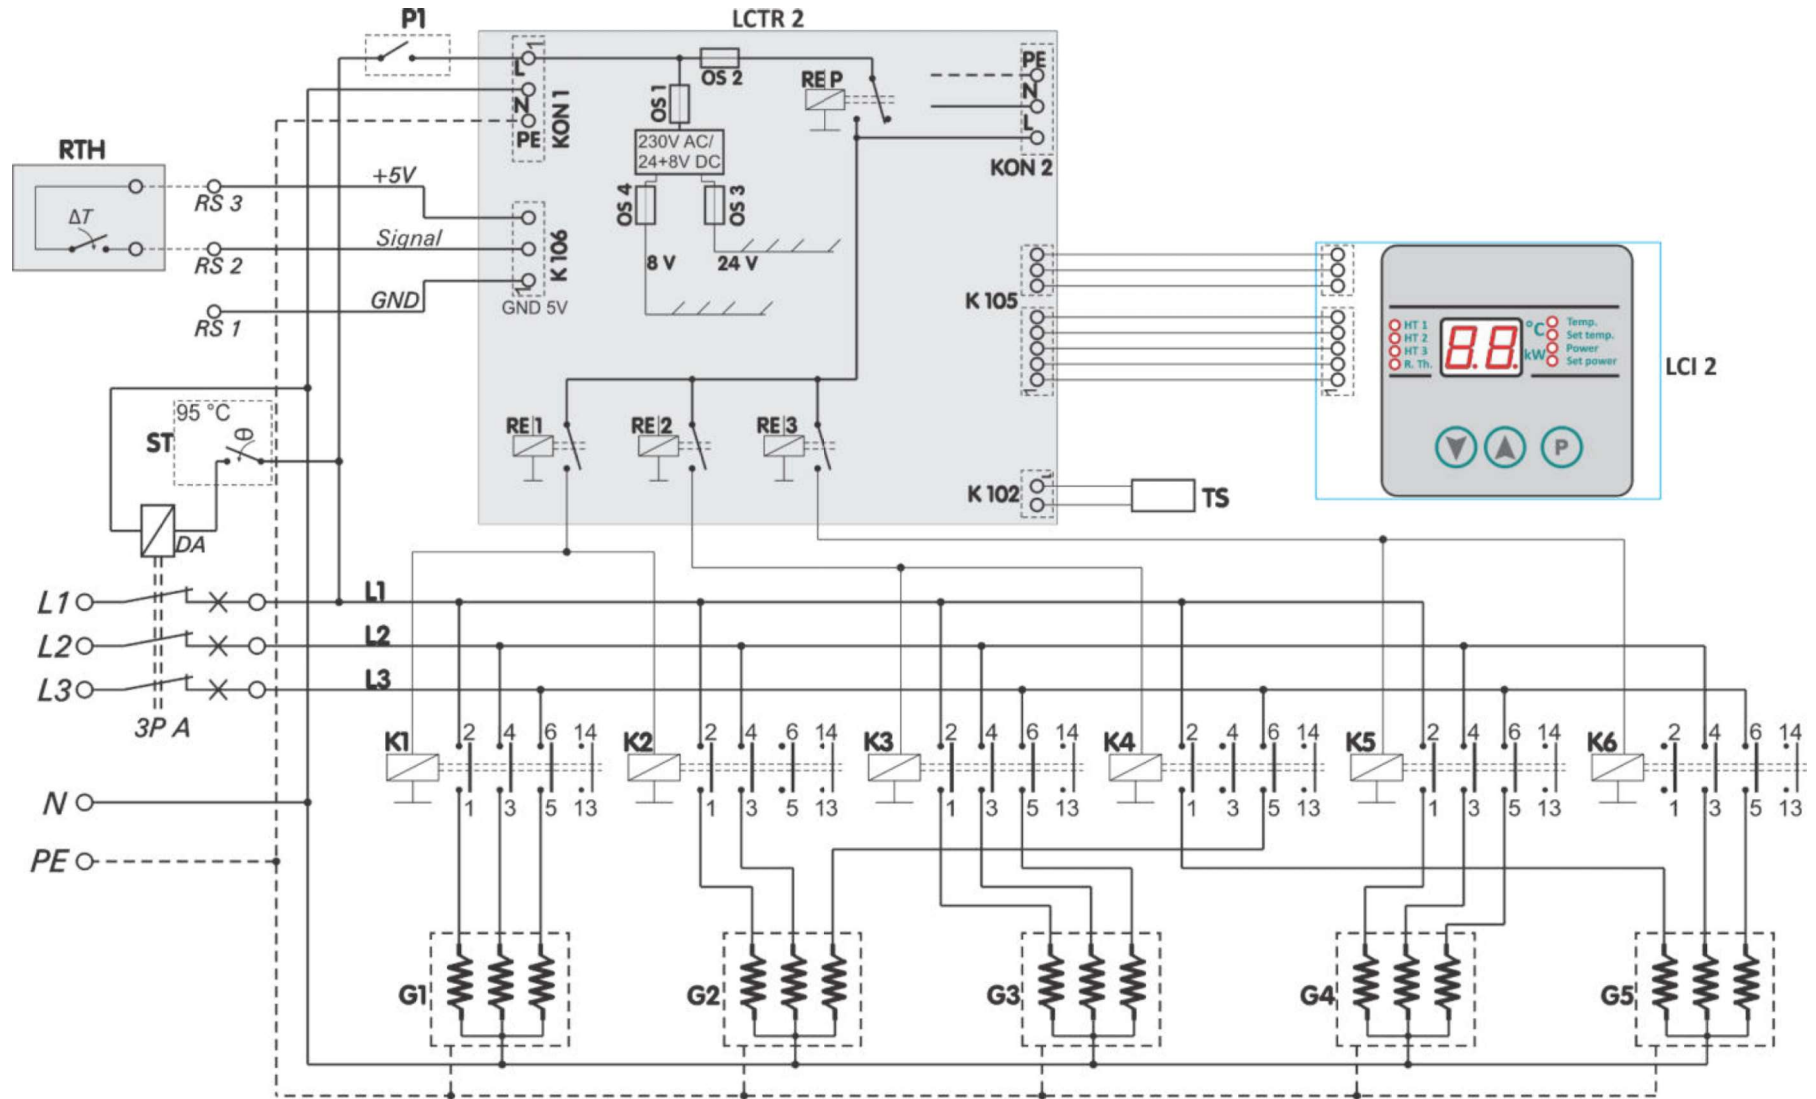 P1
LCTR 2
1
L
N
PE
KON 1
OS 2
OS 1
230V AC/
24+8V DC
OS 4
OS 3
8 V
24 V
RE P
PE
N
L
KON 2
RTH
ΔT
RS 3
+5V
RS 2
Signal
RS 1
GND
K 106
1
GND 5V
K 105
1
1
HT 1
HT 2
HT 3
R. Th.
8.8.
°C
kW
Temp.
Set temp.
Power
Set power
P
LCI 2
95 °C
ST
θ
RE 1
RE 2
RE 3
K 102
1
TS
DA
L1
L1
L2
L2
L3
L3
3P A
K1
2
4
6
14
1
3
5
13
K2
2
4
6
14
1
3
5
13
K3
2
4
6
14
1
3
5
13
K4
2
4
6
14
1
3
5
13
K5
2
4
6
14
1
3
5
13
K6
2
4
6
14
1
3
5
13
N
PE
G1
G2
G3
G4
G5